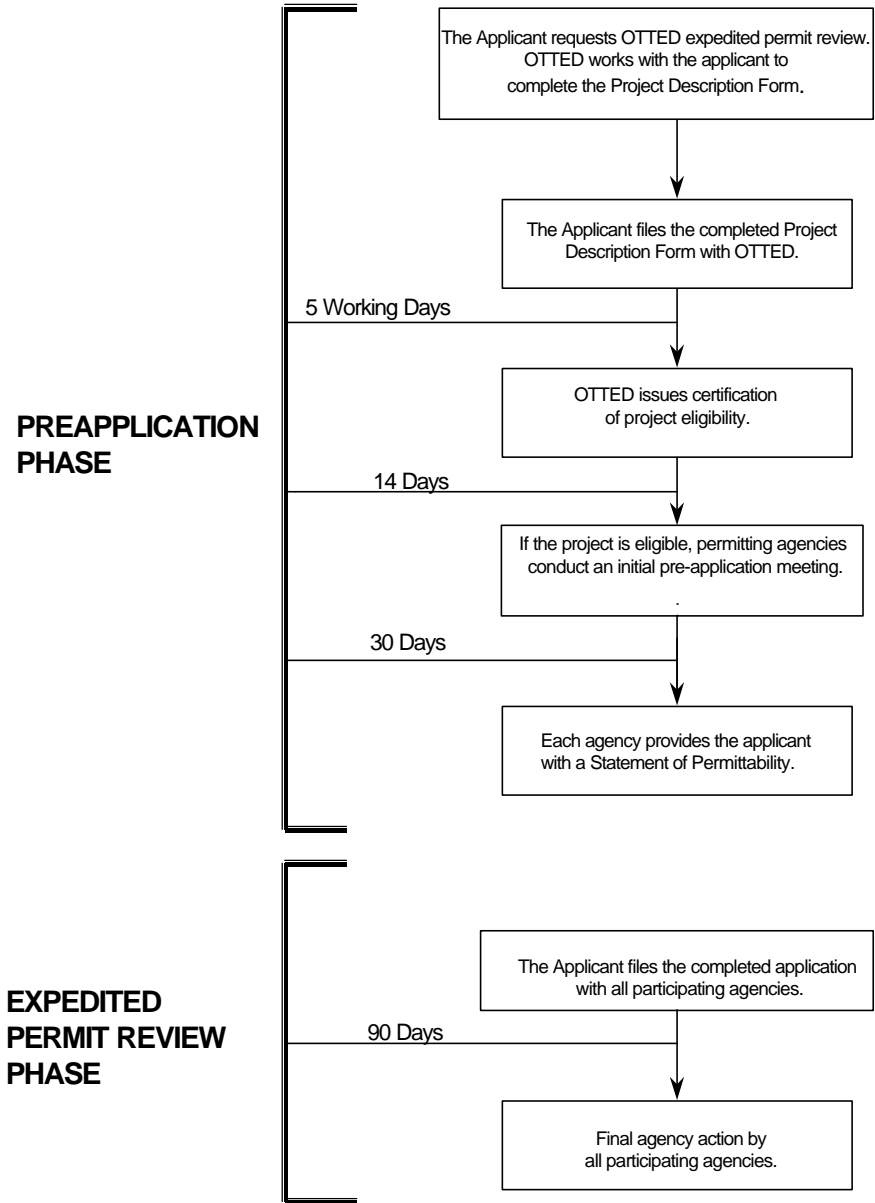 The Applicant requests OTTED expedited permit review.
OTTED works with the applicant to
complete the Project Description Form.
The Applicant files the completed Project
Description Form with OTTED.
5 Working Days
OTTED issues certification
of project eligibility.
PREAPPLICATION
PHASE
14 Days
If the project is eligible, permitting agencies
conduct an initial pre-application meeting.
.
30 Days
Each agency provides the applicant
with a Statement of Permittability.
The Applicant files the completed application
with all participating agencies.
EXPEDITED
PERMIT REVIEW
PHASE
90 Days
Final agency action by
all participating agencies.